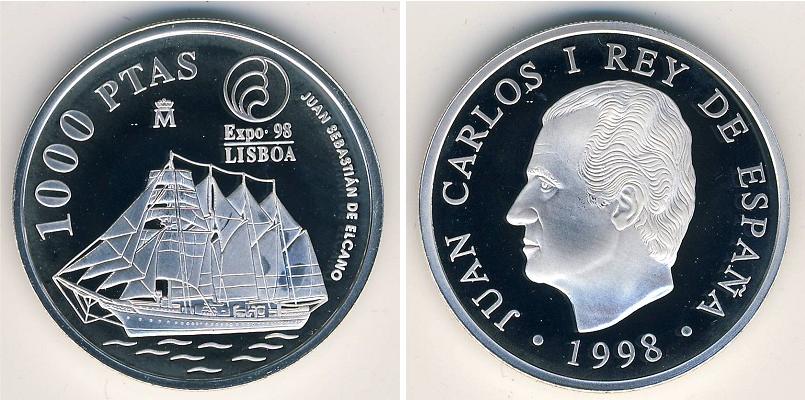 1000 PTAS
M
Expo'98
LISBOA
JUAN SEBASTIÁN DE ELCANO
JUAN CARLOS I REY DE ESPAÑA
• 1998 •